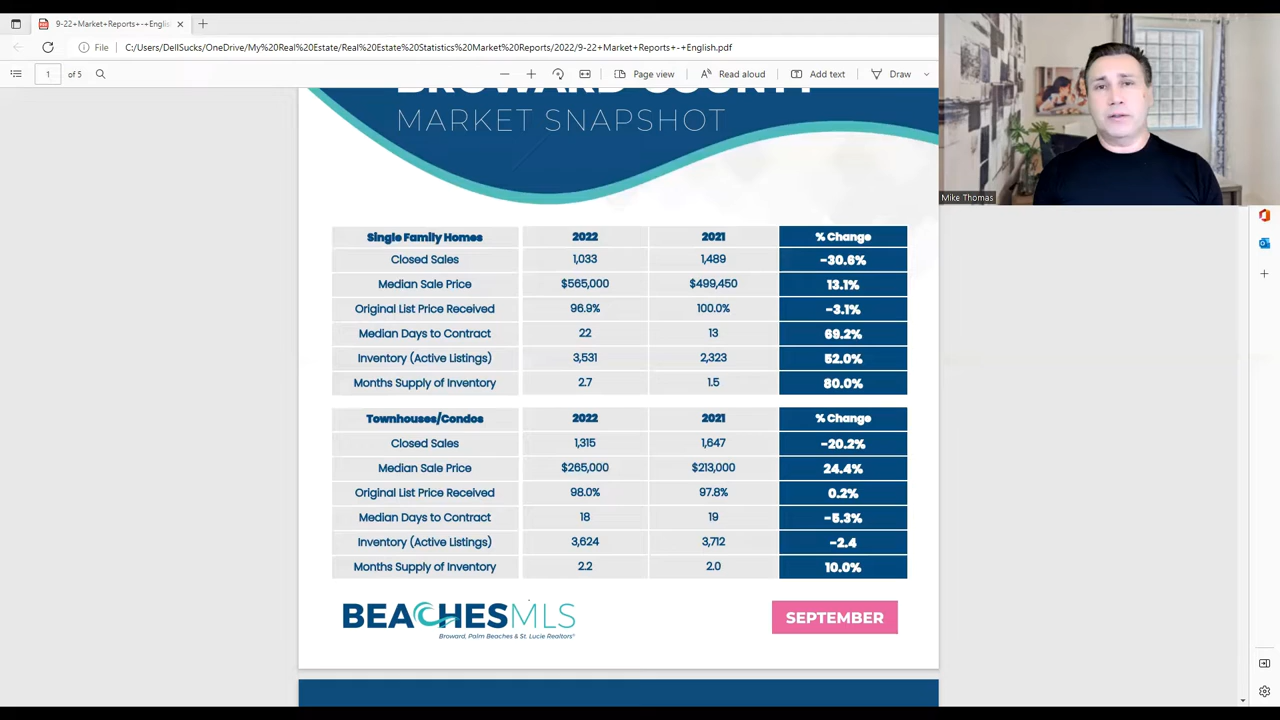 9-22+Market+Reports+-+Englis
File
C:/Users/DellSucks/OneDrive/My%20Real%20Estate/Real%20Estate%20Statistics%20Market%20Reports/2022/9-22+Market+Reports+-+English.pdf
1 of 5
Page view
Read aloud
Add text
Draw
BROWARD COUNTY
MARKET SNAPSHOT
Mike Thomas
Single Family Homes 2022 2021 % Change
Closed Sales 1,033 1,489 -30.6%
Median Sale Price $565,000 $499,450 13.1%
Original List Price Received 96.9% 100.0% -3.1%
Median Days to Contract 22 13 69.2%
Inventory (Active Listings) 3,531 2,323 52.0%
Months Supply of Inventory 2.7 1.5 80.0%
Townhouses/Condos 2022 2021 % Change
Closed Sales 1,315 1,647 -20.2%
Median Sale Price $265,000 $213,000 24.4%
Original List Price Received 98.0% 97.8% 0.2%
Median Days to Contract 18 19 -5.3%
Inventory (Active Listings) 3,624 3,712 -2.4
Months Supply of Inventory 2.2 2.0 10.0%
BEACHESMLS
Broward, Palm Beaches & St. Lucie Realtors®
SEPTEMBER